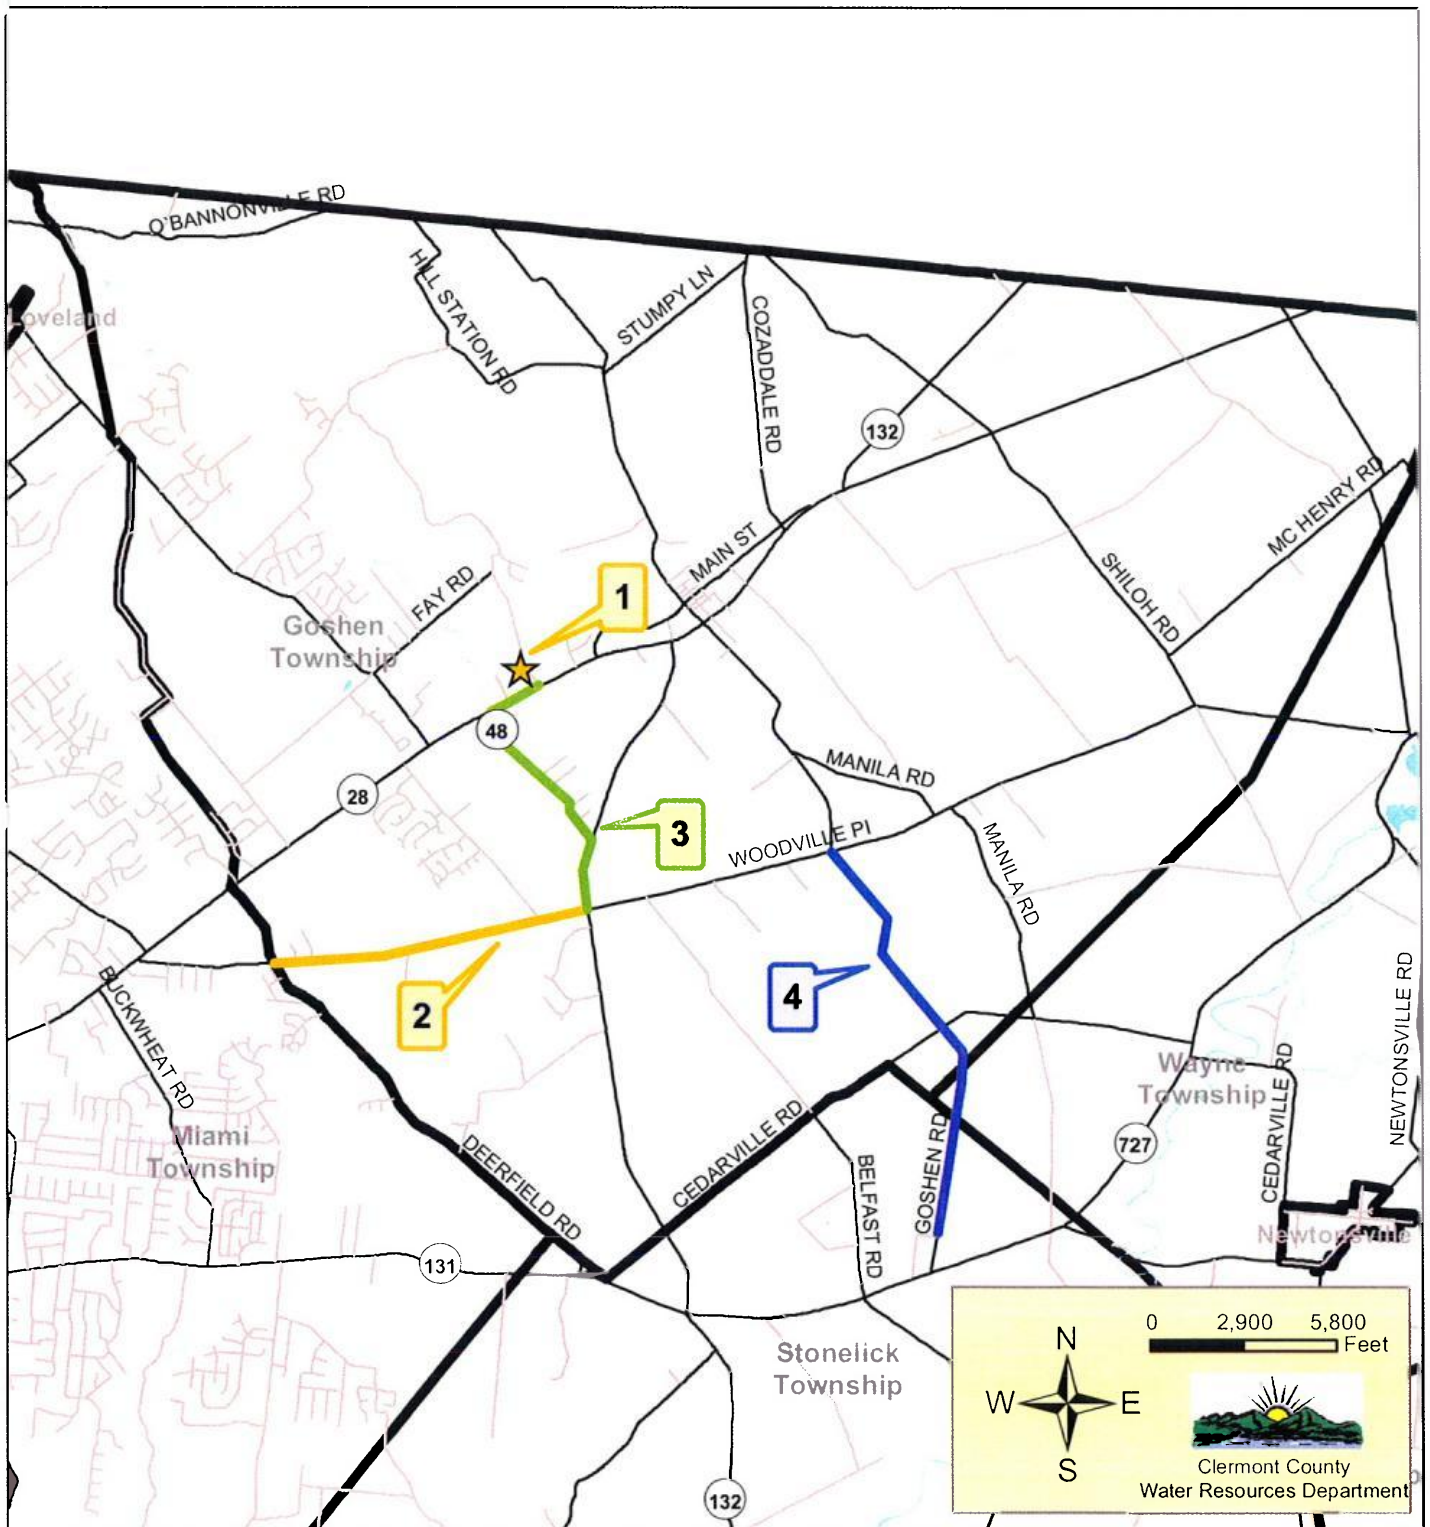 O'BANNONVILLE RD
HILL STATION RD
STUMPY LN
COZADDALE RD
Loveland
132
MC HENRY RD
MAIN ST
SHILOH RD
FAY RD
1
Goshen
Township
48
28
MANILA RD
3
WOODVILLE PI
MANILA RD
2
4
BUCKWHEAT RD
NEWTONSVILLE RD
Wayne
Township
CEDARVILLE RD
Miami
Township
DEERFIELD RD
CEDARVILLE RD
GOSHEN RD
727
BELFAST RD
Newtonsville
131
Stonelick
Township
132
0 2,900 5,800
Feet
N
W E
S
Clermont County
Water Resources Department